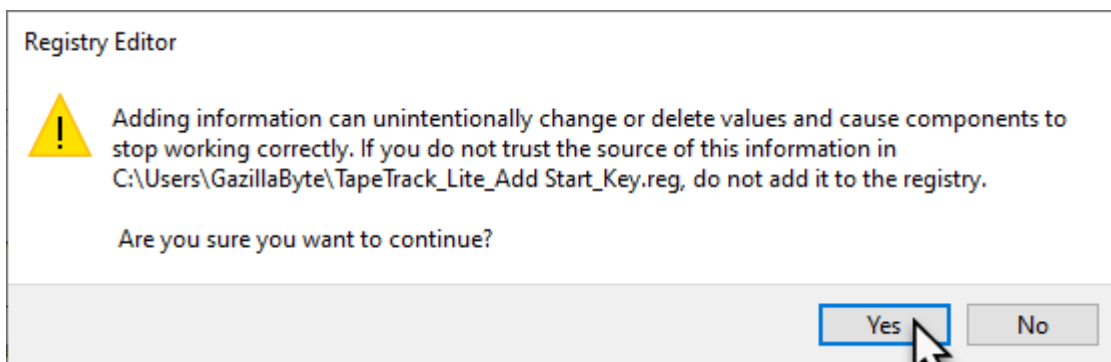 Registry Editor
Adding information can unintentionally change or delete values and cause components to
stop working correctly. If you do not trust the source of this information in
C:\Users\GazillaByte\TapeTrack_Lite_Add Start_Key.reg, do not add it to the registry.
Are you sure you want to continue?
Yes No